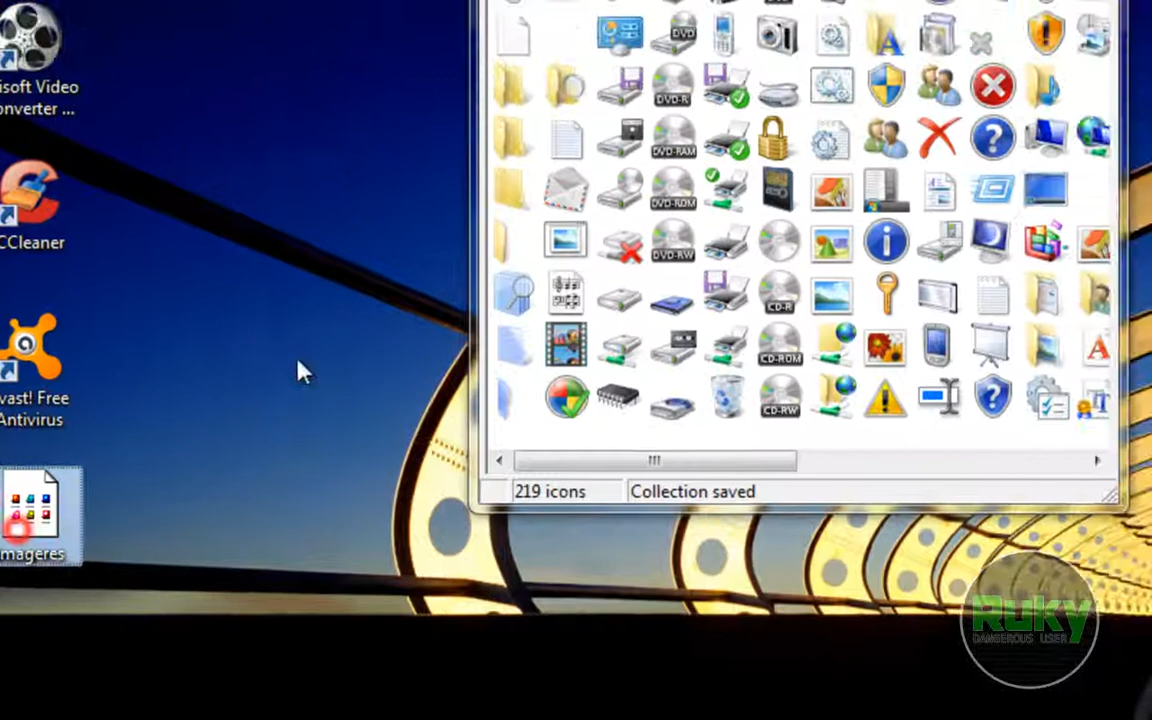 isoft Video
onverter ...
CCleaner
vast! Free
Antivirus
mageres
DVD
DVD-R
DVD-RAM
DVD-ROM
DVD-RW
CD-R
CD-ROM
CD-RW
A
A
T
219 icons
Collection saved
Ruky
DANGEROUS USER